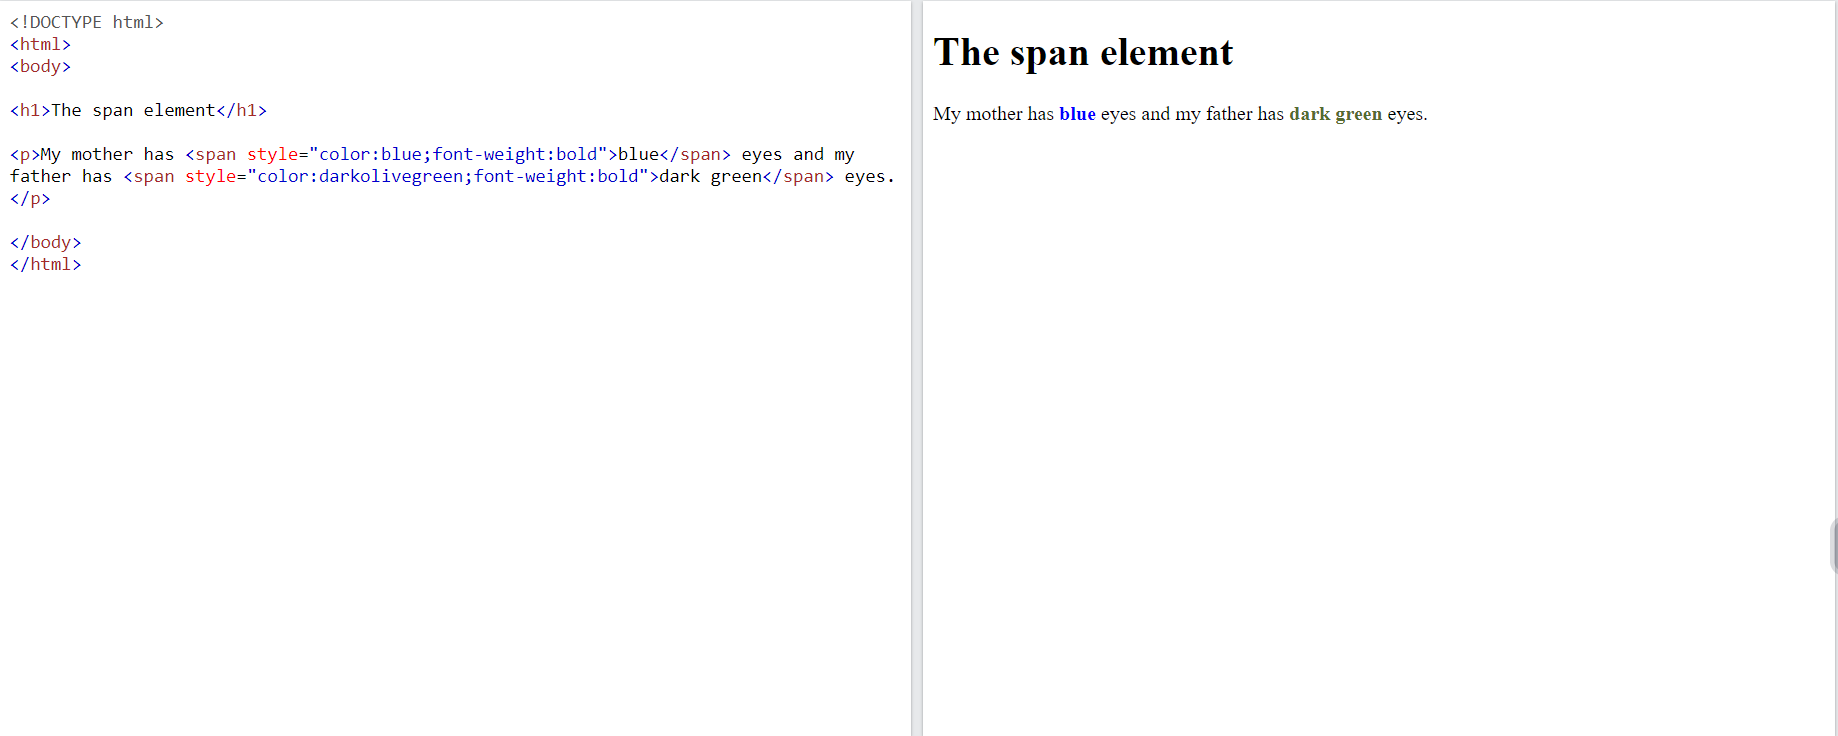 <!DOCTYPE html>
<html>
<body>
<h1>The span element</h1>
<p>My mother has <span style="color:blue;font-weight:bold">blue</span> eyes and my
father has <span style="color:darkolivegreen;font-weight:bold">dark green</span> eyes.
</p>
</body>
</html>
The span element
My mother has blue eyes and my father has dark green eyes.